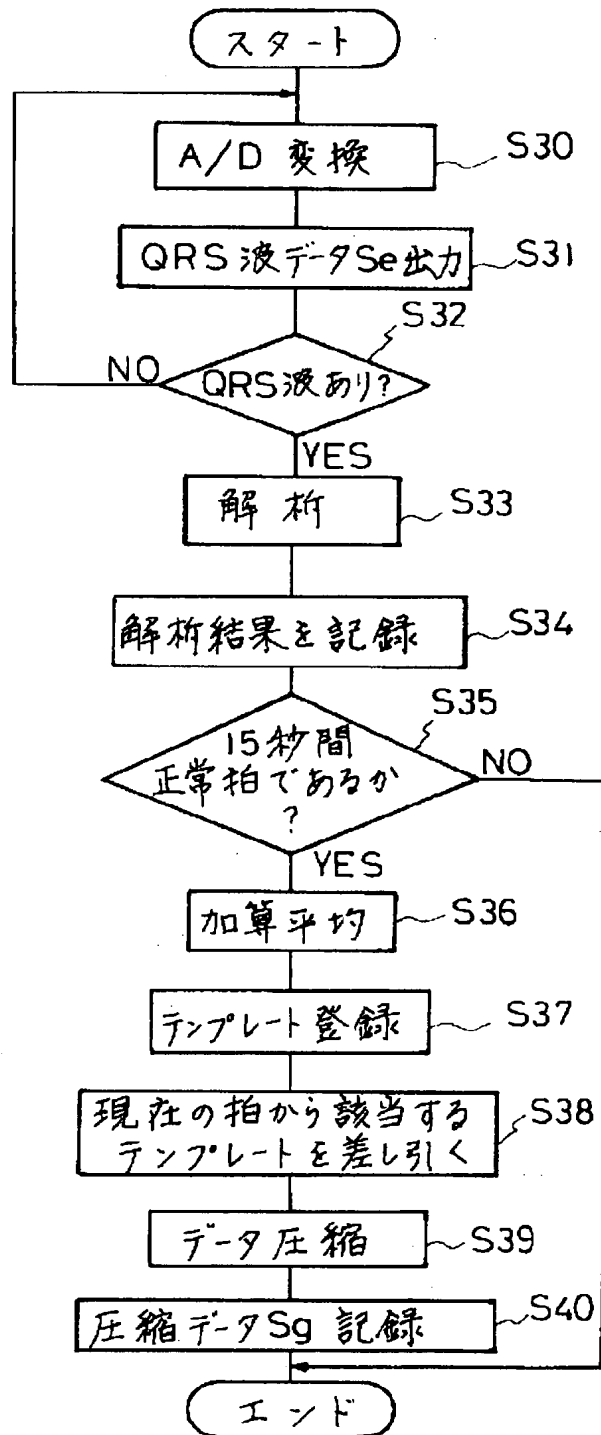 スタート
A/D 変換
S30
QRS波データSe出力
S31
S32
NO
QRS波あり?
YES
解析
S33
解析結果を記録
S34
S35
15秒間
正常拍であるか
?
NO
YES
加算平均
S36
テンプレート登録
S37
現在の拍から該当する
テンプレートを差し引く
S38
データ圧縮
S39
圧縮データSg 記録
S40
エンド